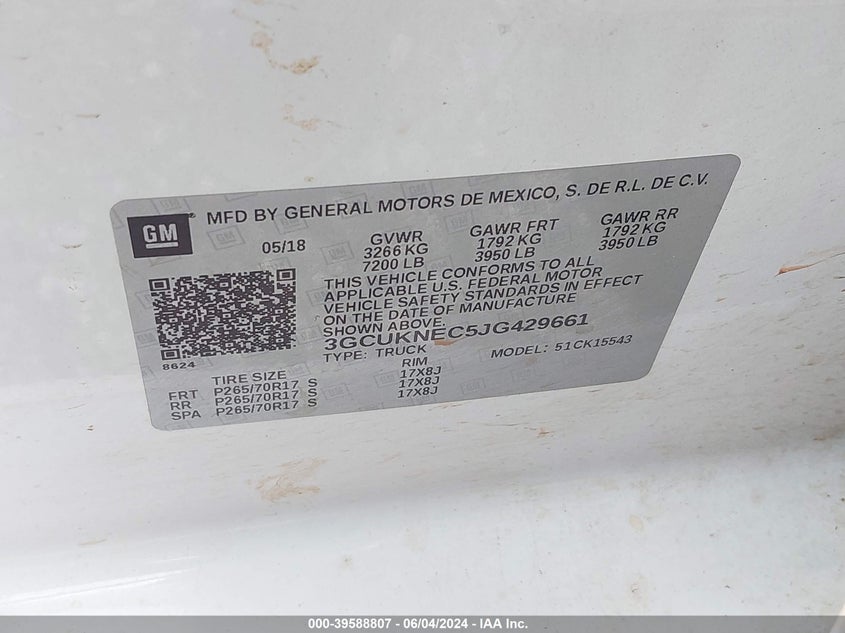 GM ® MFD BY GENERAL MOTORS DE MEXICO, S. DE R.L. DE C.V.
05/18 GVWR GAWR FRT GAWR RR
3266 KG 1792 KG 1792 KG
7200 LB 3950 LB 3950 LB
THIS VEHICLE CONFORMS TO ALL
APPLICABLE U.S. FEDERAL MOTOR
VEHICLE SAFETY STANDARDS IN EFFECT
ON THE DATE OF MANUFACTURE
SHOWN ABOVE.
3GCUKNEC5JG429661
8624 TYPE: TRUCK MODEL: 51CK15543
TIRE SIZE RIM
FRT P265/70R17 S 17X8J
RR P265/70R17 S 17X8J
SPA P265/70R17 S 17X8J
000-39588807 - 06/04/2024 - IAA Inc.